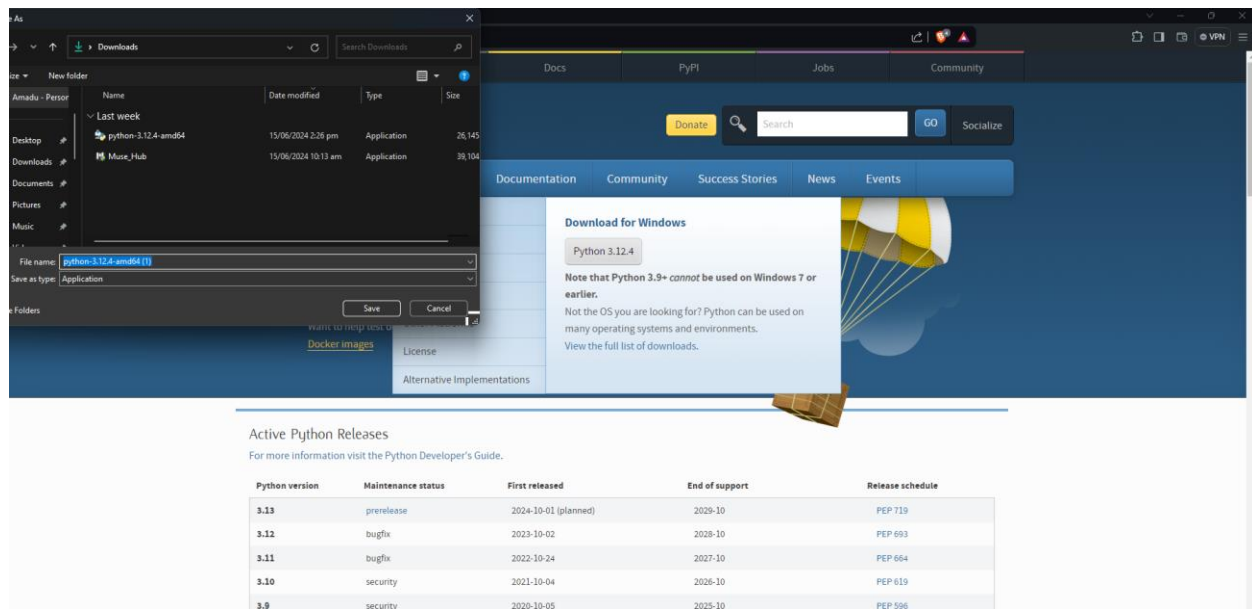 e As
Downloads
Search Downloads
ize
New folder
Amadu - Persor
Desktop
Downloads
Documents
Pictures
Music
Name
Date modified
Type
Size
Last week
python-3.12.4-amd64
15/06/2024 2:26 pm
Application
26,145
Muse_Hub
15/06/2024 10:13 am
Application
39,104
File name: python-3.12.4-amd64 (1)
Save as type: Application
e Folders
Save
Cancel
VPN
Docs
PyPI
Jobs
Community
Donate
Search
GO
Socialize
Documentation
Community
Success Stories
News
Events
Download for Windows
Python 3.12.4
Note that Python 3.9+ cannot be used on Windows 7 or
earlier.
Not the OS you are looking for? Python can be used on
many operating systems and environments.
View the full list of downloads.
Want to help test
Docker images
License
Alternative Implementations
Active Python Releases
For more information visit the Python Developer's Guide.
Python version Maintenance status First released End of support Release schedule
3.13 prerelease 2024-10-01 (planned) 2029-10 PEP 719
3.12 bugfix 2023-10-02 2028-10 PEP 693
3.11 bugfix 2022-10-24 2027-10 PEP 664
3.10 security 2021-10-04 2026-10 PEP 619
3.9 security 2020-10-05 2025-10 PEP 596